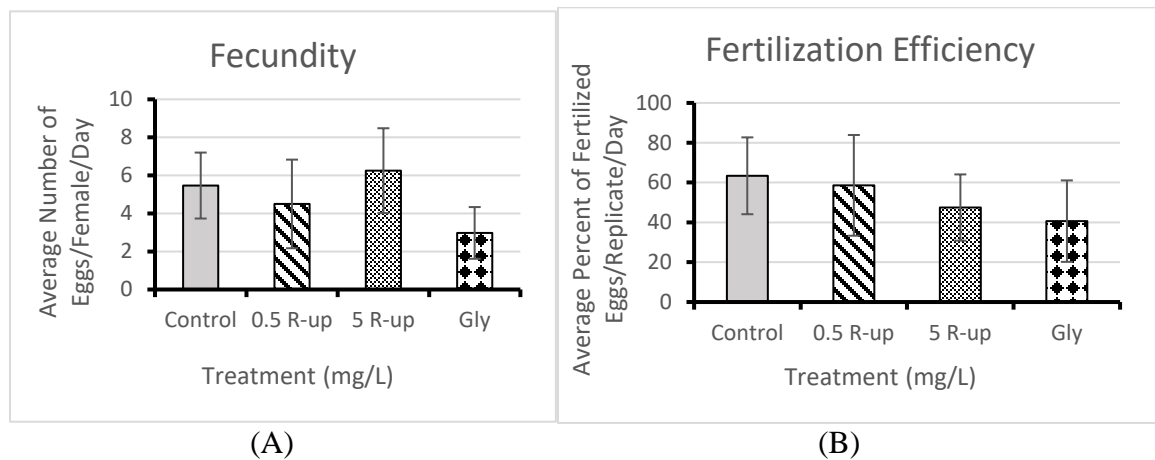 Fecundity
Average Number of
Eggs/Female/Day
10
8
6
4
2
0
Control 0.5 R-up 5 R-up Gly
Treatment (mg/L)
(A)
Fertilization Efficiency
Average Percent of Fertilized
Eggs/Replicate/Day
100
80
60
40
20
0
Control 0.5 R-up 5 R-up Gly
Treatment (mg/L)
(B)